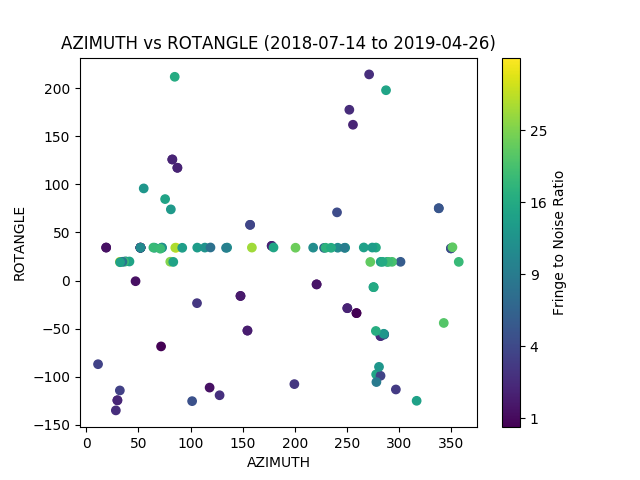 AZIMUTH vs ROTANGLE (2018-07-14 to 2019-04-26)
200
150
100
50
0
−50
−100
−150
ROTANGLE
0 50 100 150 200 250 300 350
AZIMUTH
25
16
9
4
1
Fringe to Noise Ratio